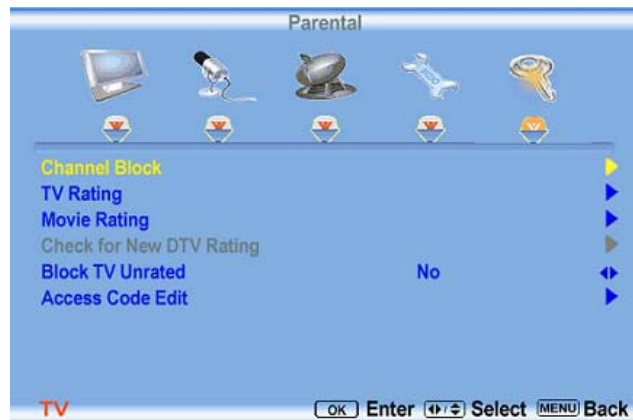 Parental
Channel Block
TV Rating
Movie Rating
Check for New DTV Rating
Block TV Unrated No
Access Code Edit
TV OK Enter Select MENU Back